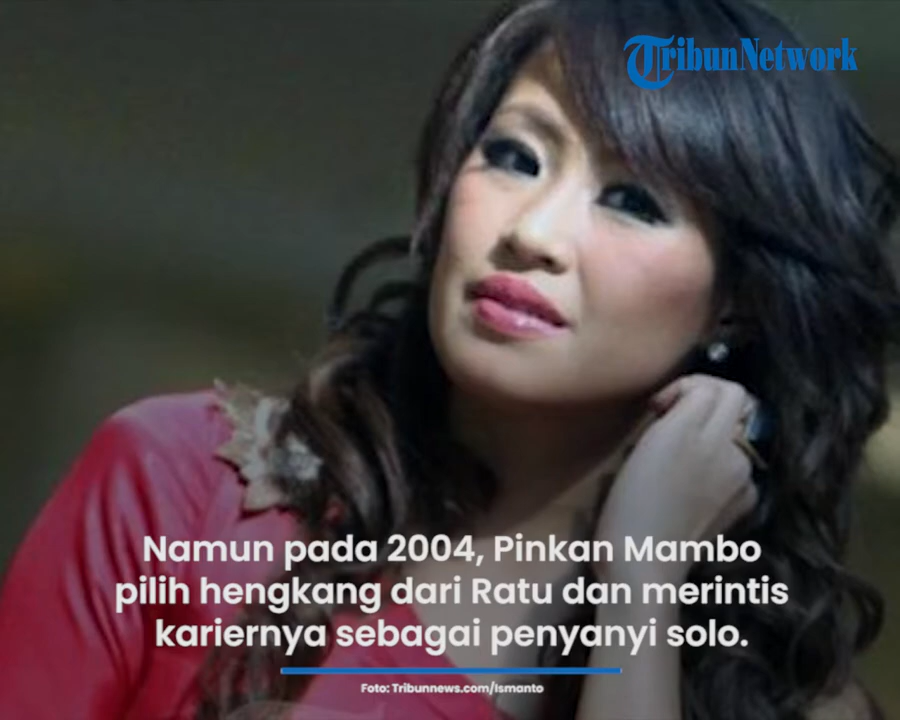 TribunNetwork
Namun pada 2004, Pinkan Mambo
pilih hengkang dari Ratu dan merintis
kariernya sebagai penyanyi solo.
Foto: Tribunnews.com/Ismanto